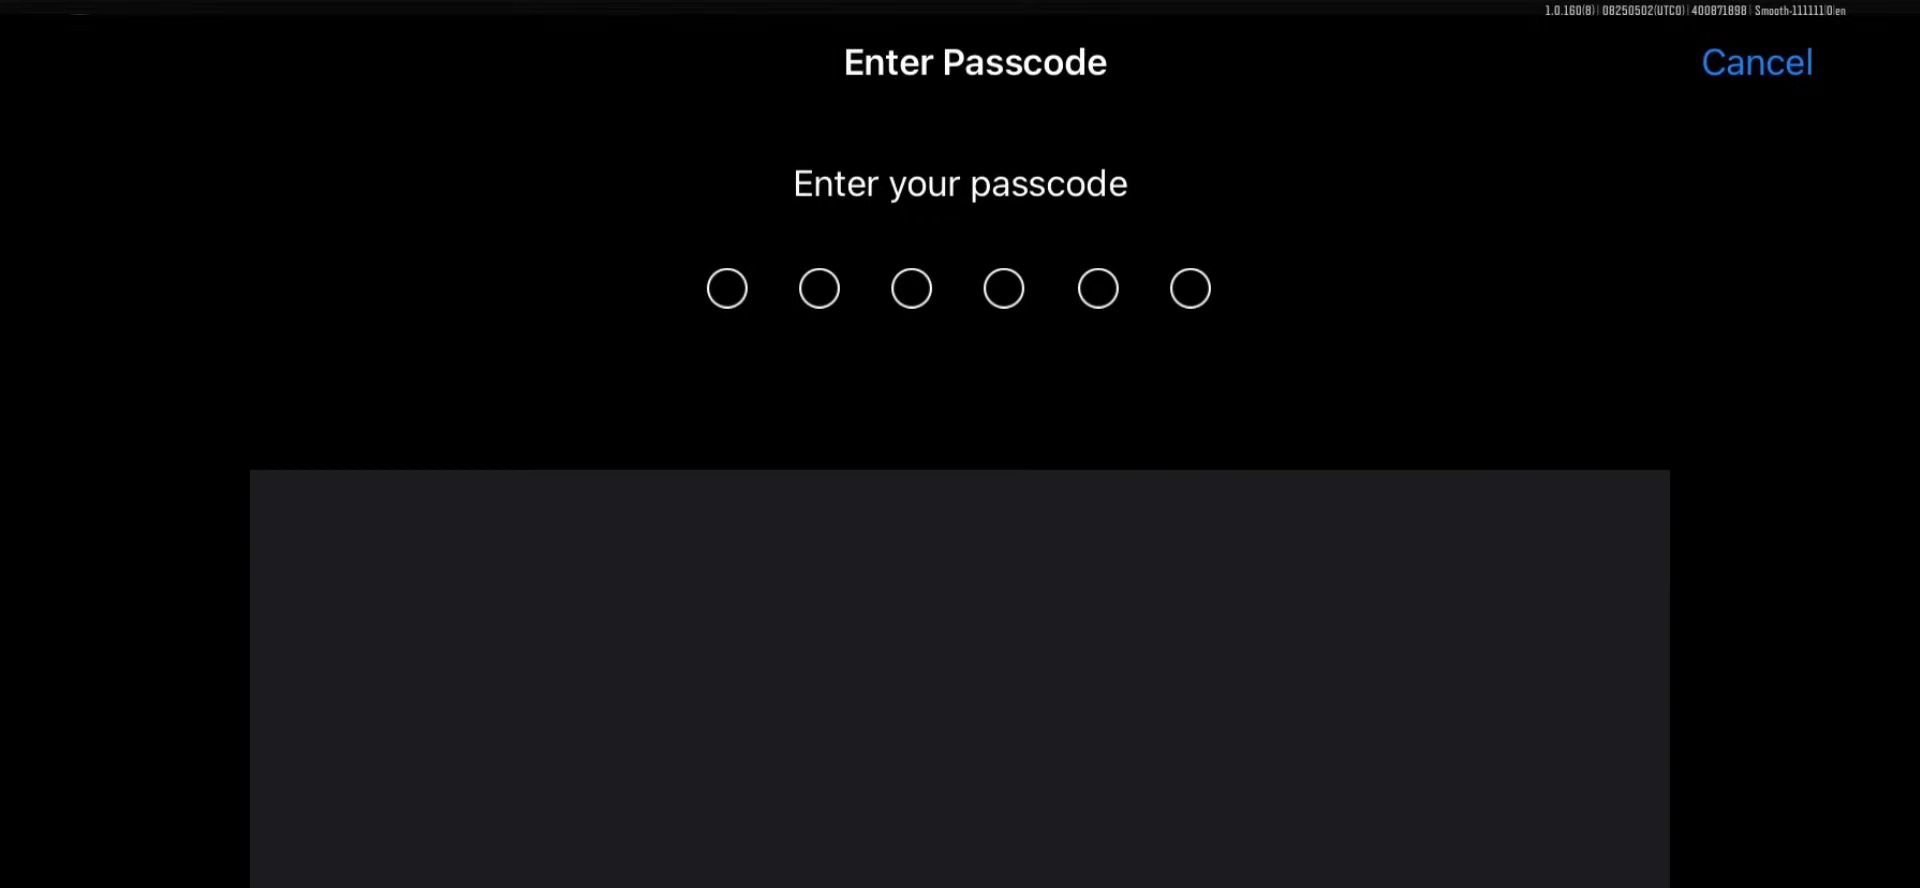 1.0.160(8)| 08250502(UTC0)| 400871898 | Smooth-111111|0|en
Enter Passcode
Cancel
Enter your passcode